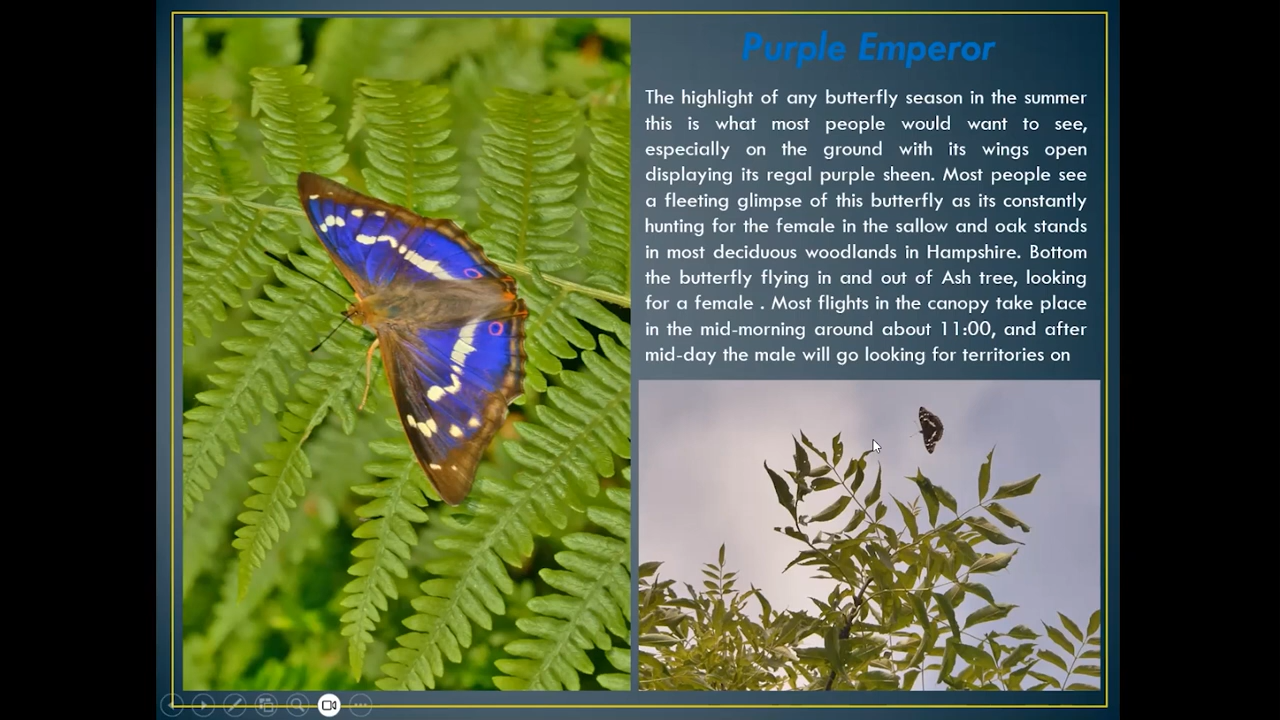 Purple Emperor
The highlight of any butterfly season in the summer
this is what most people would want to see,
especially on the ground with its wings open
displaying its regal purple sheen. Most people see
a fleeting glimpse of this butterfly as its constantly
hunting for the female in the sallow and oak stands
in most deciduous woodlands in Hampshire. Bottom
the butterfly flying in and out of Ash tree, looking
for a female . Most flights in the canopy take place
in the mid-morning around about 11:00, and after
mid-day the male will go looking for territories on